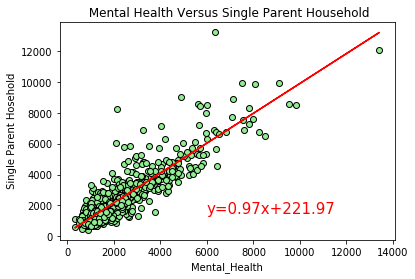 Mental Health Versus Single Parent Household
Single Parent Hosehold
12000
10000
8000
6000
4000
2000
0
y=0.97x+221.97
0 2000 4000 6000 8000 10000 12000 14000
Mental_Health